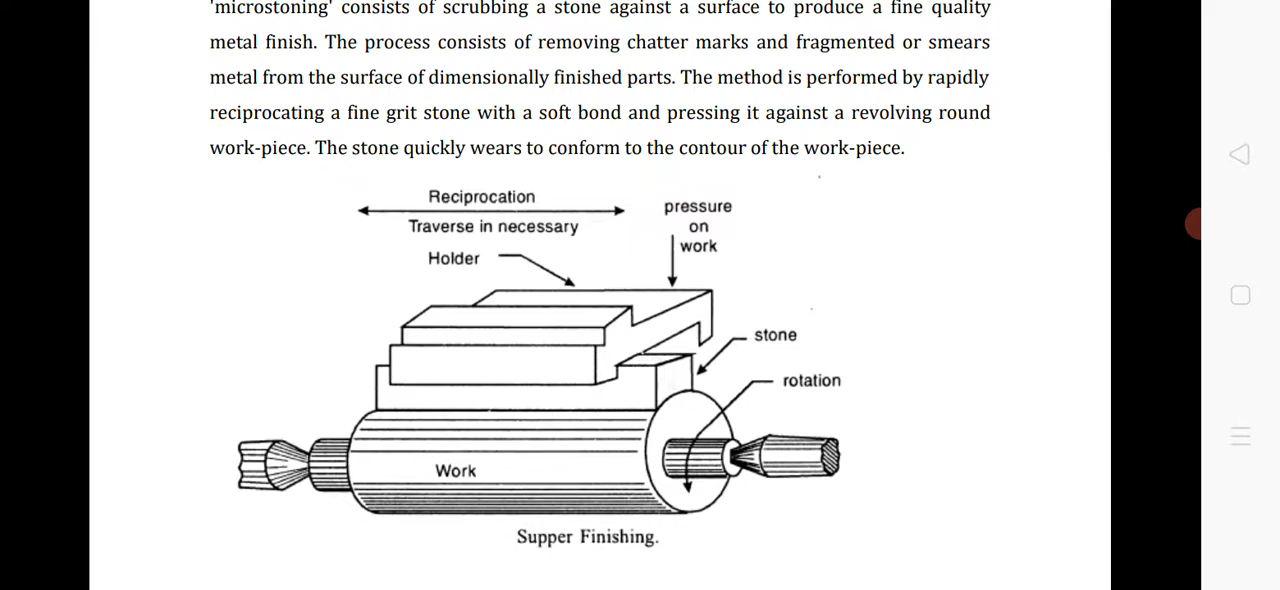 'microstoning' consists of scrubbing a stone against a surface to produce a fine quality
metal finish. The process consists of removing chatter marks and fragmented or smears
metal from the surface of dimensionally finished parts. The method is performed by rapidly
reciprocating a fine grit stone with a soft bond and pressing it against a revolving round
work-piece. The stone quickly wears to conform to the contour of the work-piece.
Reciprocation
Traverse in necessary
Holder
pressure
on
work
stone
rotation
Work
Supper Finishing.